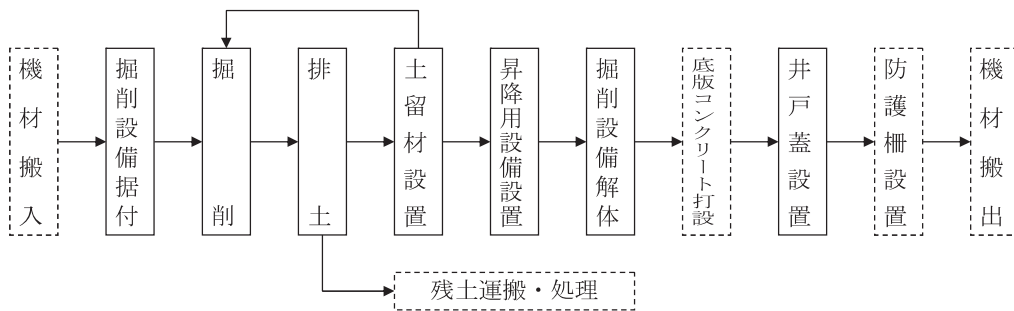 機材搬入
掘削設備据付
掘削
排土
土留材設置
昇降用設備設置
掘削設備解体
底版コンクリート打設
井戸蓋設置
防護柵設置
機材搬出
残土運搬・処理